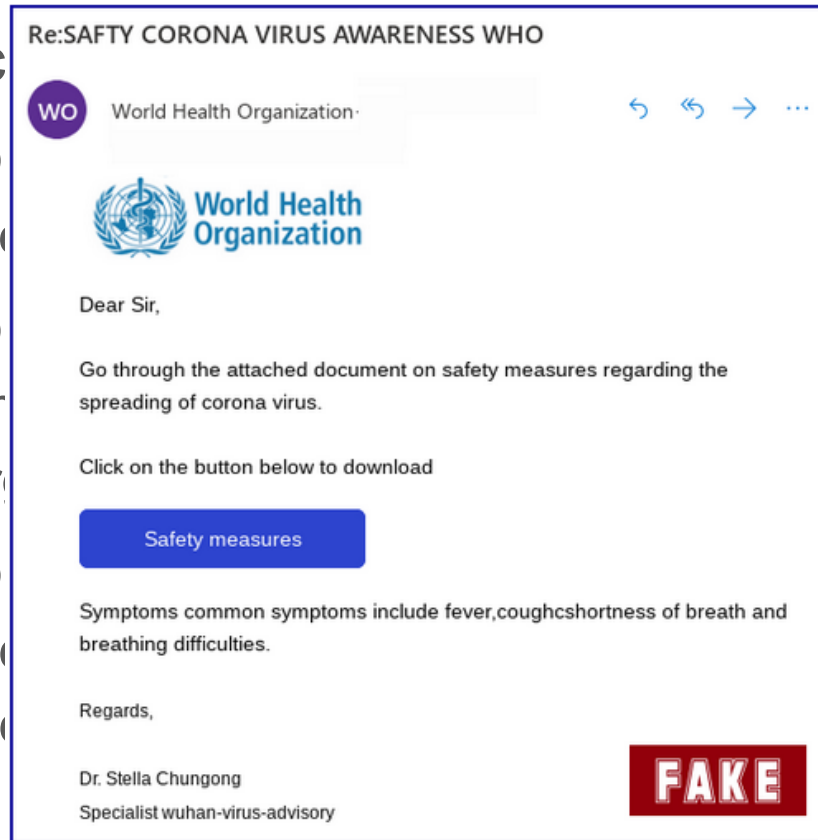 Re:SAFTY CORONA VIRUS AWARENESS WHO
WO
World Health Organization
World Health
Organization
Dear Sir,
Go through the attached document on safety measures regarding the
spreading of corona virus.
Click on the button below to download
Safety measures
Symptoms common symptoms include fever,coughcshortness of breath and
breathing difficulties.
Regards,
Dr. Stella Chungong
Specialist wuhan-virus-advisory
FAKE